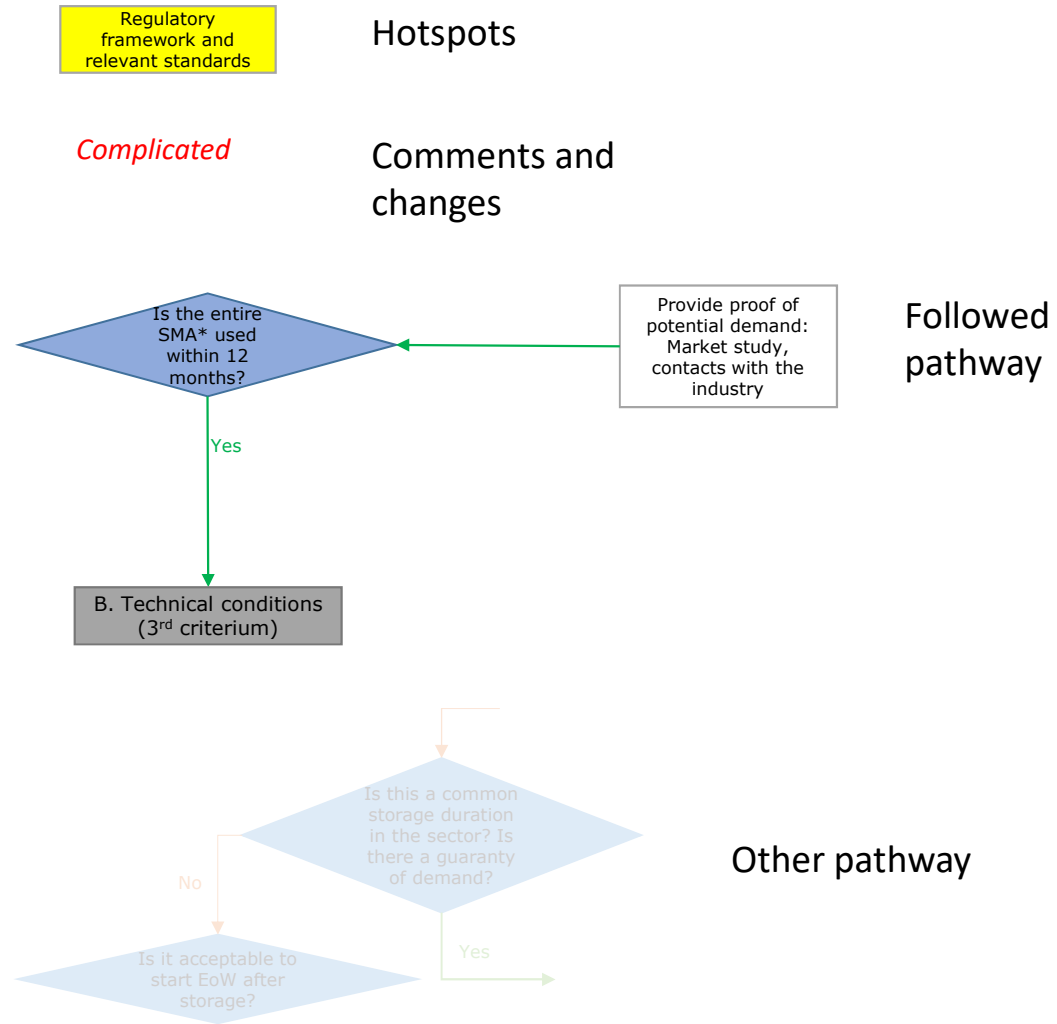 Regulatory
framework and
relevant standards
Hotspots
Complicated
Comments and
changes
Is the entire
SMA* used
within 12
months?
Provide proof of
potential demand:
Market study,
contacts with the
industry
Followed
pathway
Yes
B. Technical conditions
(3rd criterium)
Is this a common
storage duration
in the sector? Is
there a guaranty
of demand?
Other pathway
No
Yes
Is it acceptable to
start EoW after
storage?